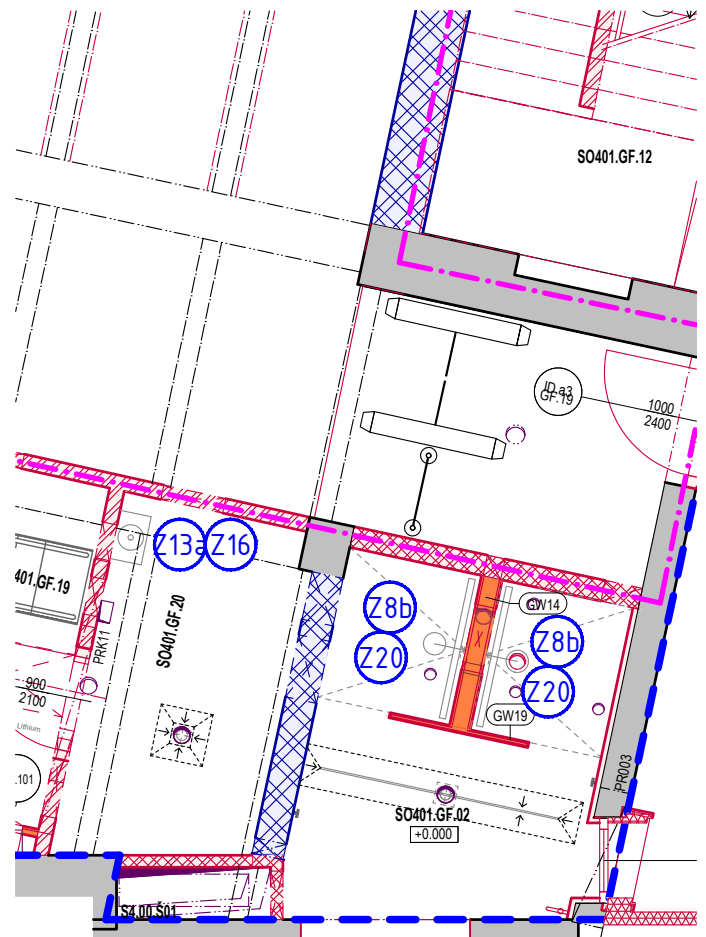 SO401.GF.12
ID.a3
GF.19
1000
2400
Z13a
Z16
401.GF.19
SO401.GF.20
PRK11
900
2100
Lithium
.101
Z8b
Z20
GW14
Z8b
Z20
GW19
X
PR003
SO401.GF.02
+0.000
S4.00.Š01